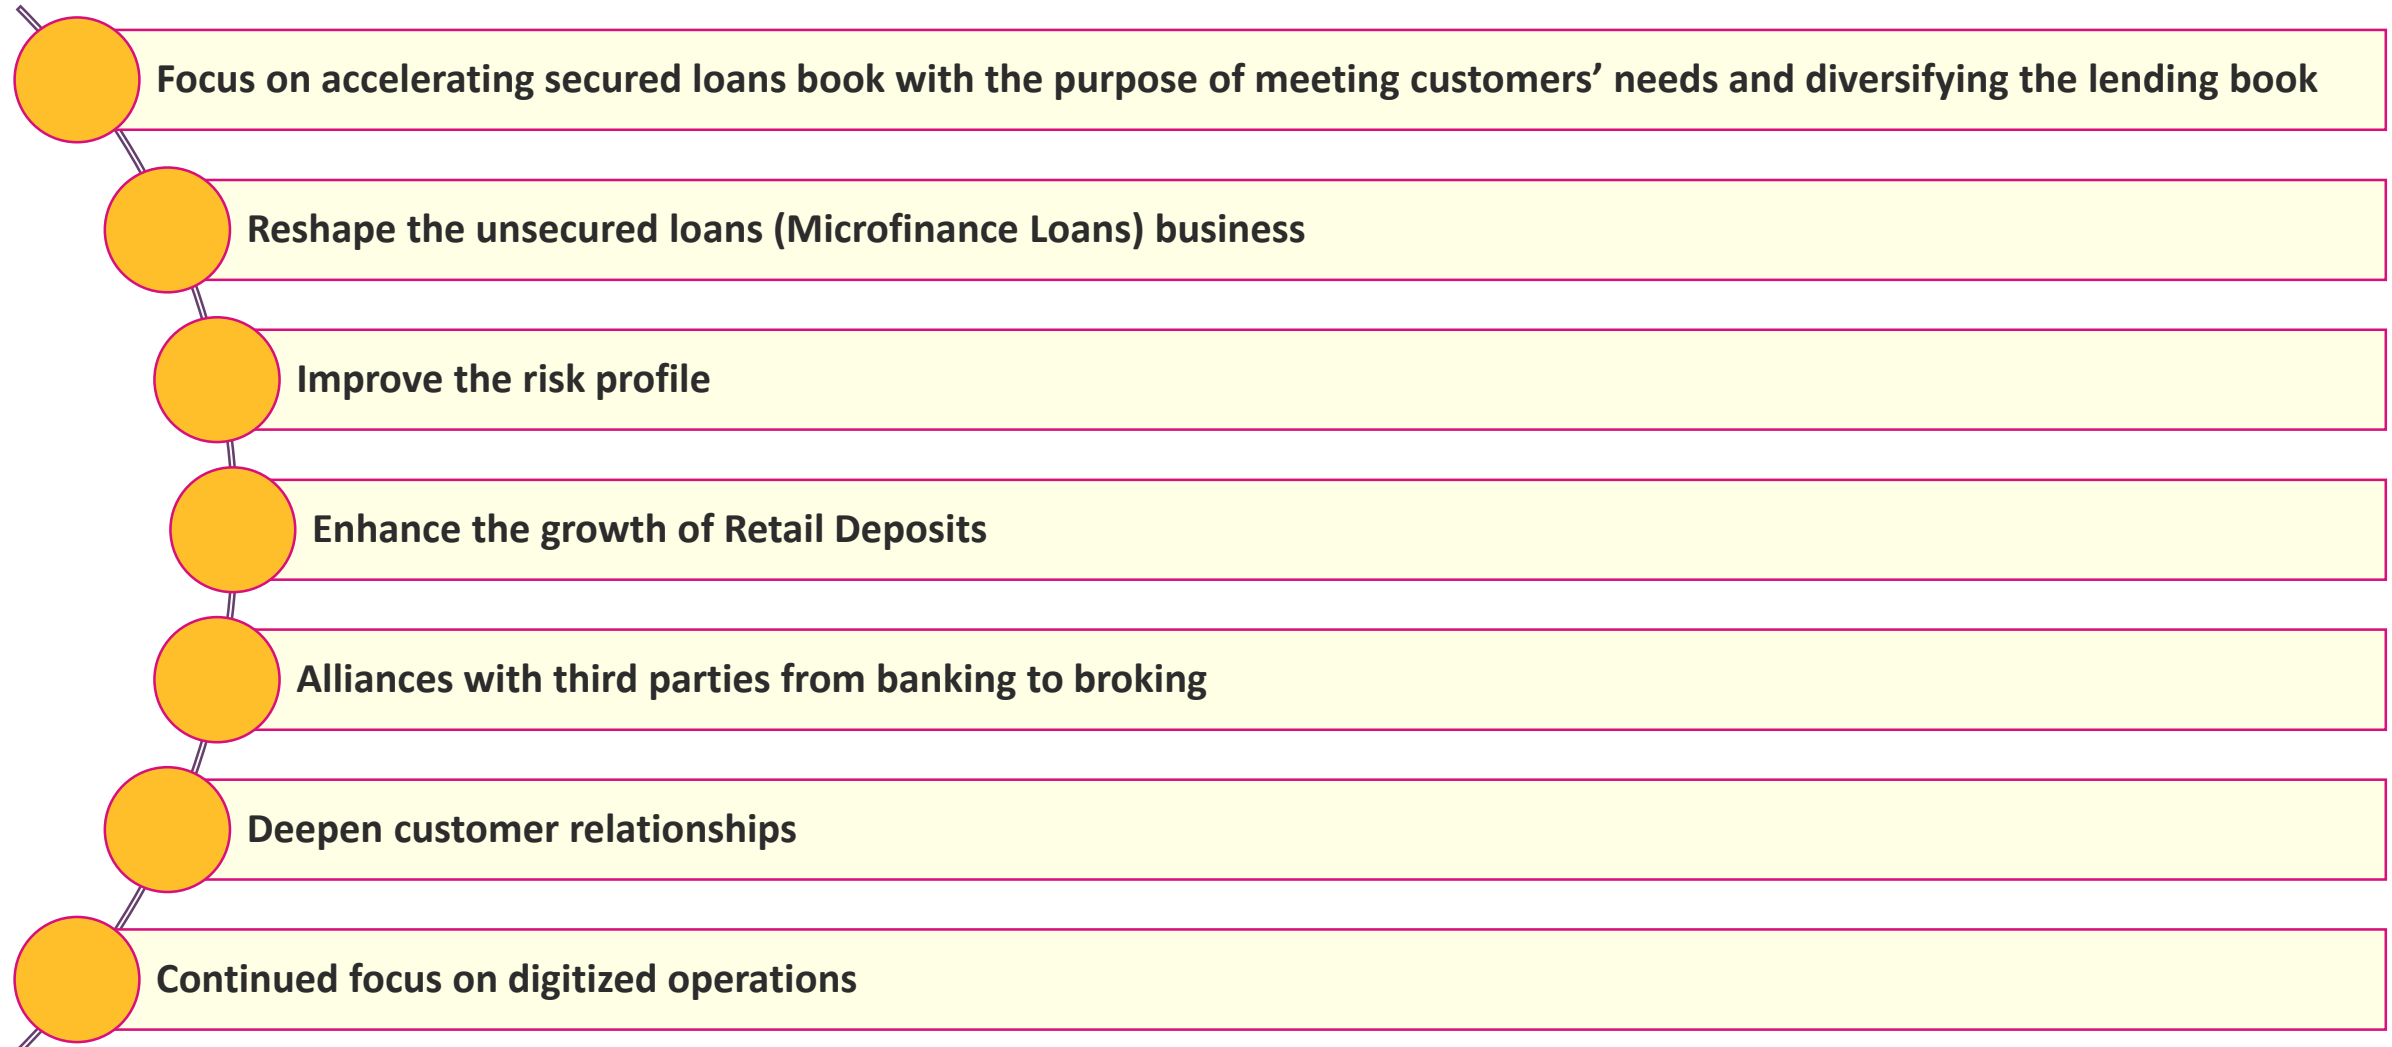 Focus on accelerating secured loans book with the purpose of meeting customers’ needs and diversifying the lending book
Reshape the unsecured loans (Microfinance Loans) business
Improve the risk profile
Enhance the growth of Retail Deposits
Alliances with third parties from banking to broking
Deepen customer relationships
Continued focus on digitized operations